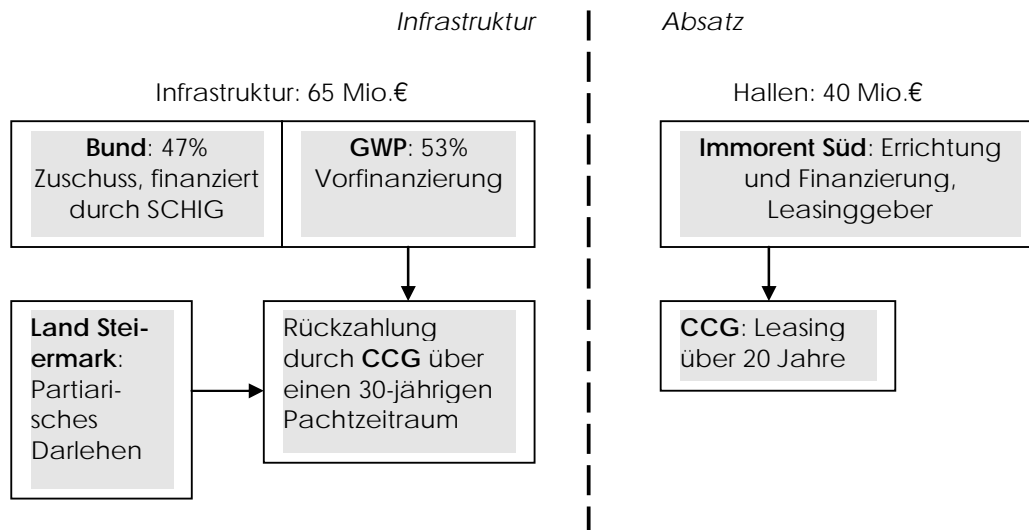 Infrastruktur
Absatz
Infrastruktur: 65 Mio.€
Hallen: 40 Mio.€
Bund: 47%
Zuschuss, finanziert
durch SCHIG
GWP: 53%
Vorfinanzierung
Immorent Süd: Errichtung
und Finanzierung,
Leasinggeber
Land Stei-
ermark:
Partiari-
sches
Darlehen
Rückzahlung
durch CCG über
einen 30-jährigen
Pachtzeitraum
CCG: Leasing
über 20 Jahre